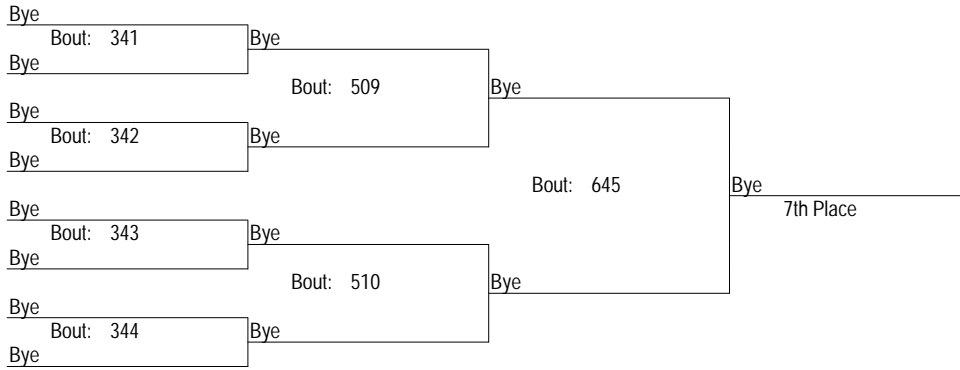 Bye
Bout: 341 Bye
Bye
Bout: 509 Bye
Bye
Bout: 342 Bye
Bye
Bout: 645 Bye
7th Place
Bye
Bout: 343 Bye
Bye
Bout: 510 Bye
Bye
Bout: 344 Bye
Bye